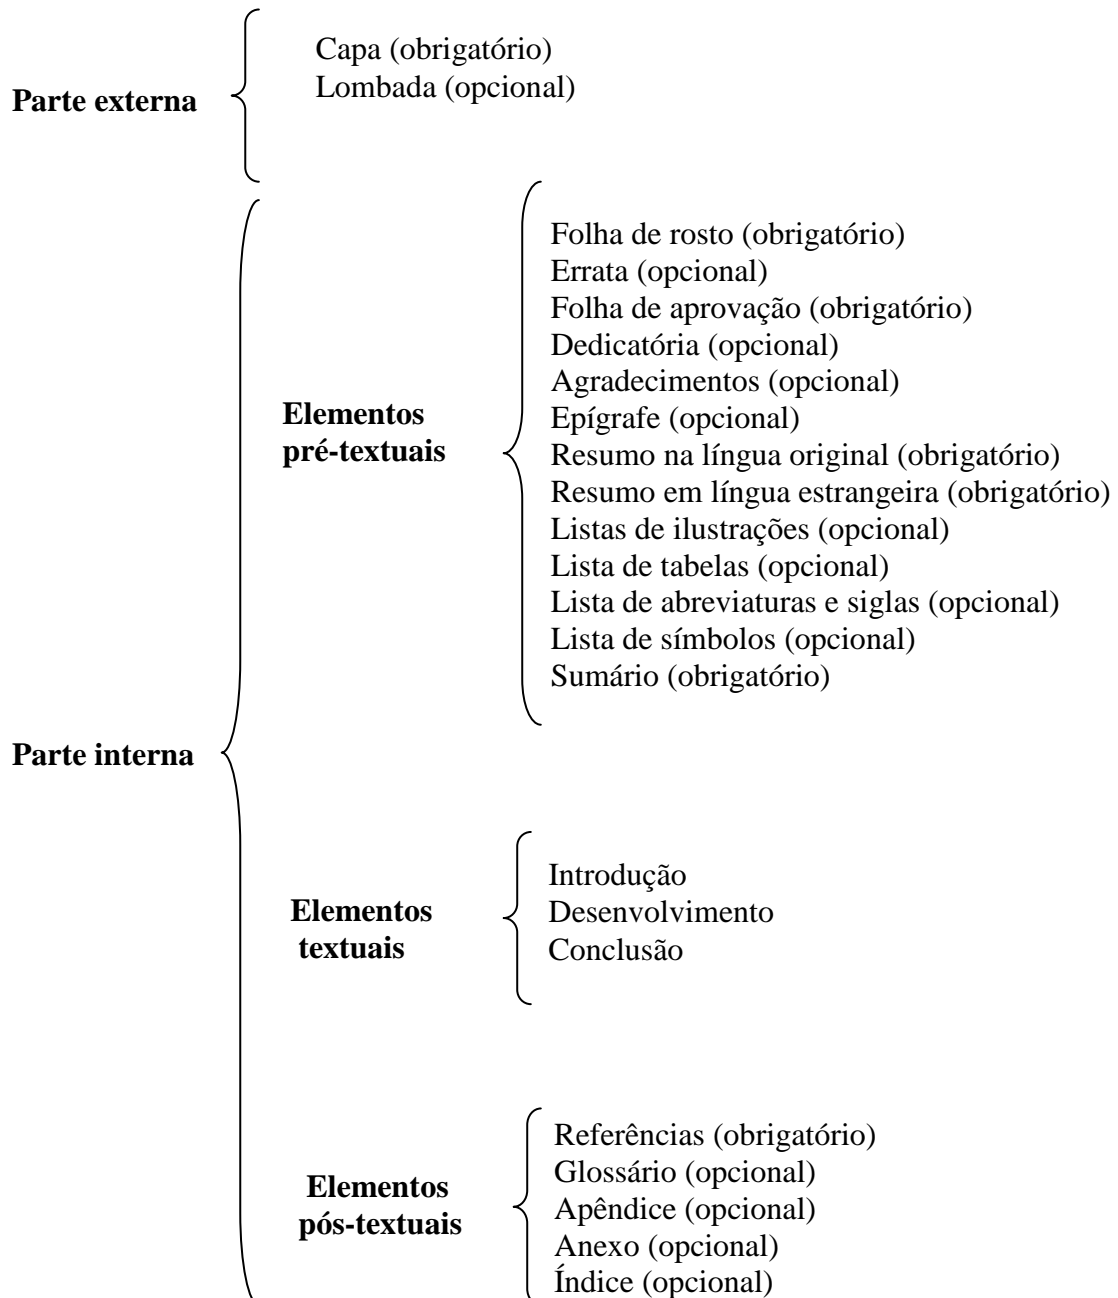 Parte externa
Capa (obrigatório)
Lombada (opcional)
Parte interna
Elementos
pré-textuais
Folha de rosto (obrigatório)
Errata (opcional)
Folha de aprovação (obrigatório)
Dedicatória (opcional)
Agradecimentos (opcional)
Epígrafe (opcional)
Resumo na língua original (obrigatório)
Resumo em língua estrangeira (obrigatório)
Listas de ilustrações (opcional)
Lista de tabelas (opcional)
Lista de abreviaturas e siglas (opcional)
Lista de símbolos (opcional)
Sumário (obrigatório)
Elementos
textuais
Introdução
Desenvolvimento
Conclusão
Elementos
pós-textuais
Referências (obrigatório)
Glossário (opcional)
Apêndice (opcional)
Anexo (opcional)
Índice (opcional)